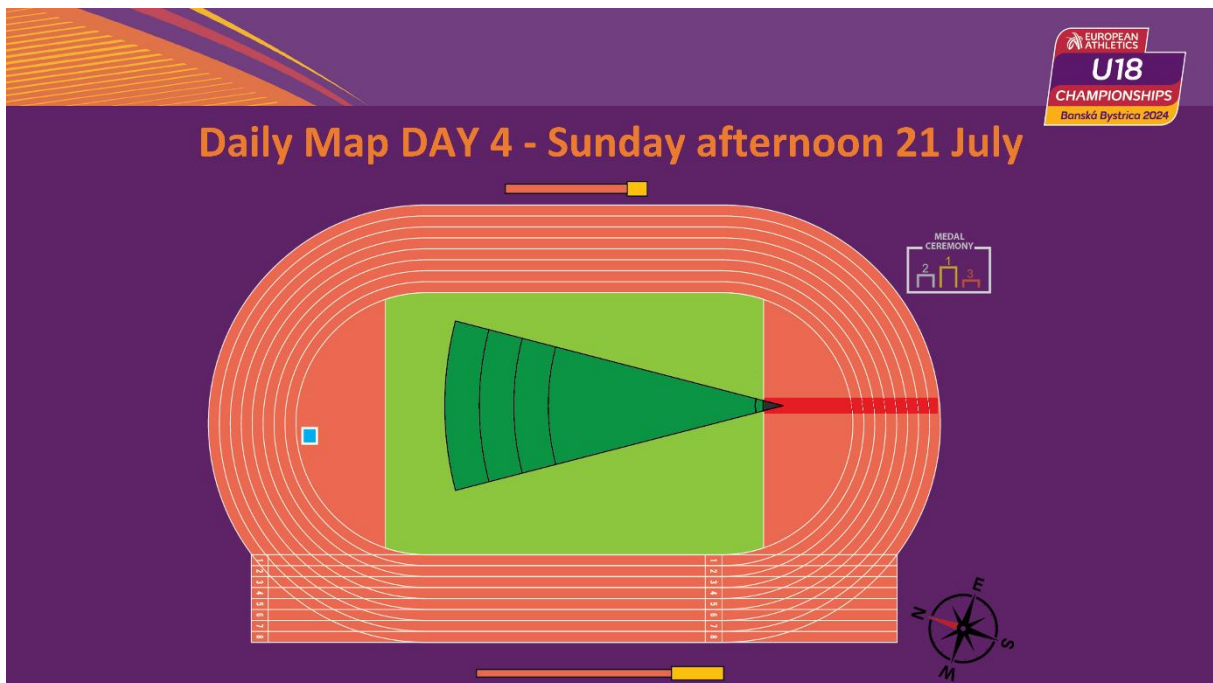 EUROPEAN
ATHLETICS
U18
CHAMPIONSHIPS
Banská Bystrica 2024
Daily Map DAY 4 - Sunday afternoon 21 July
MEDAL
CEREMONY
2 1 3
1 1
2 2
3 3
4 4
5 5
6 6
7 7
8 8
E
N
S
W